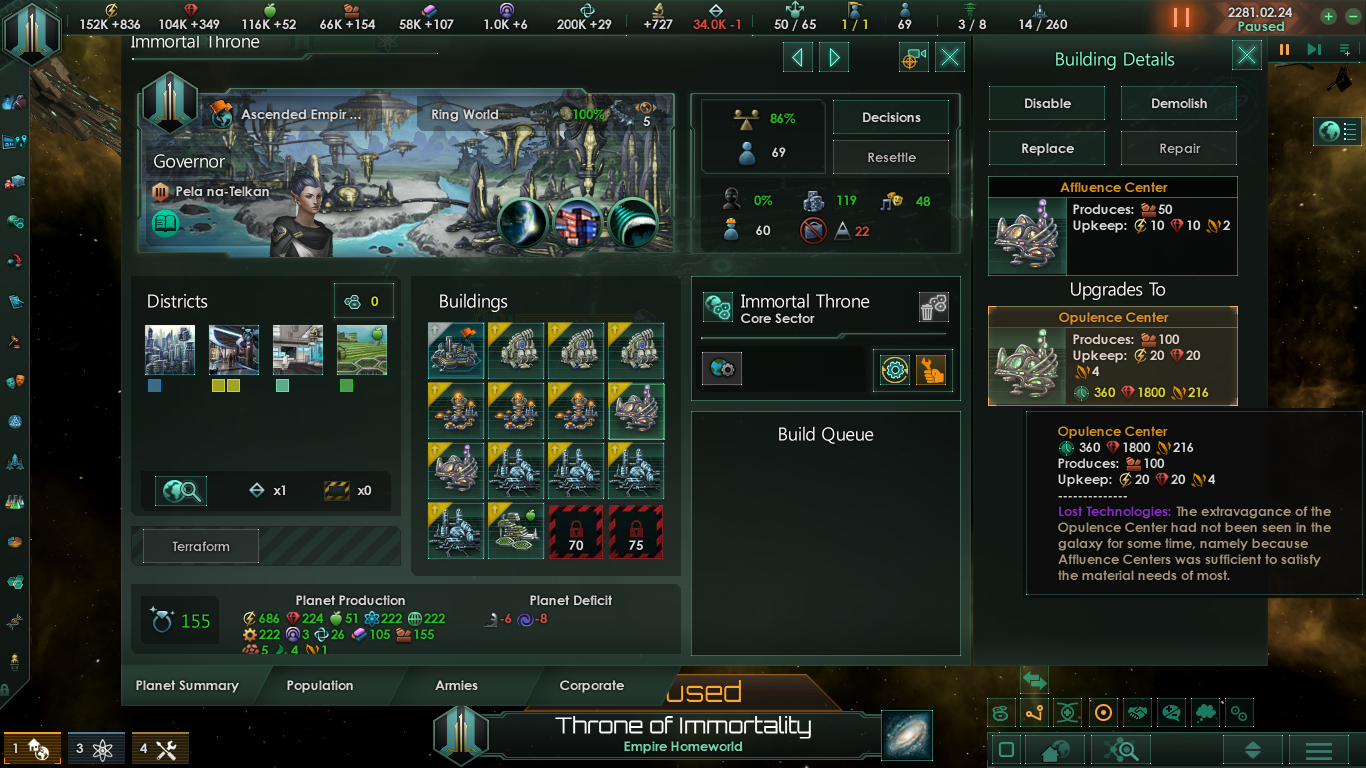 152K +836 104K +349 116K +52 66K +154 58K +107 1.0K +6 200K +29 +727 34.0K -1 50 / 65 1 / 1 69 3 / 8 14 / 260
2281.02.24
Paused
Immortal Throne
Ascended Empir ... Ring World 100% 5
Governor
Pela na-Telkan
86%
69
Decisions
Resettle
0% 119 48
60 22
Building Details
Disable Demolish
Replace Repair
Affluence Center
Produces: 50
Upkeep: 10 10 2
Upgrades To
Opulence Center
Produces: 100
Upkeep: 20 20
4
360 1800 216
Opulence Center
360 1800 216
Produces: 100
Upkeep: 20 20 4
--------------
Lost Technologies: The extravagance of the
Opulence Center had not been seen in the
galaxy for some time, namely because
Affluence Centers was sufficient to satisfy
the material needs of most.
Districts 0
x1 x0
Terraform
Buildings
70 75
Immortal Throne
Core Sector
Build Queue
155
Planet Production
686 224 51 222 222
222 3 26 105 155
5 4 1
Planet Deficit
-6 -8
Planet Summary Population Armies Corporate
used
Throne of Immortality
Empire Homeworld
1 3 4